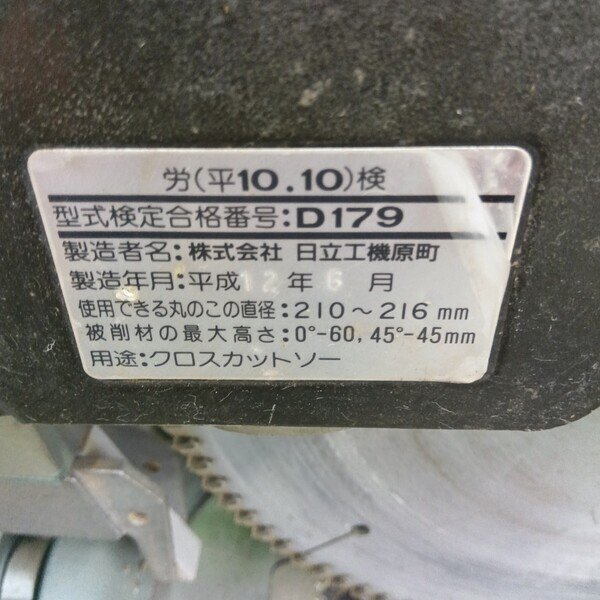 労(平10.10)検
型式検定合格番号:D179
製造者名:株式会社 日立工機原町
製造年月:平成12年6月
使用できる丸のこの直径:210～216mm
被削材の最大高さ:0°-60,45°-45mm
用途:クロスカットソー